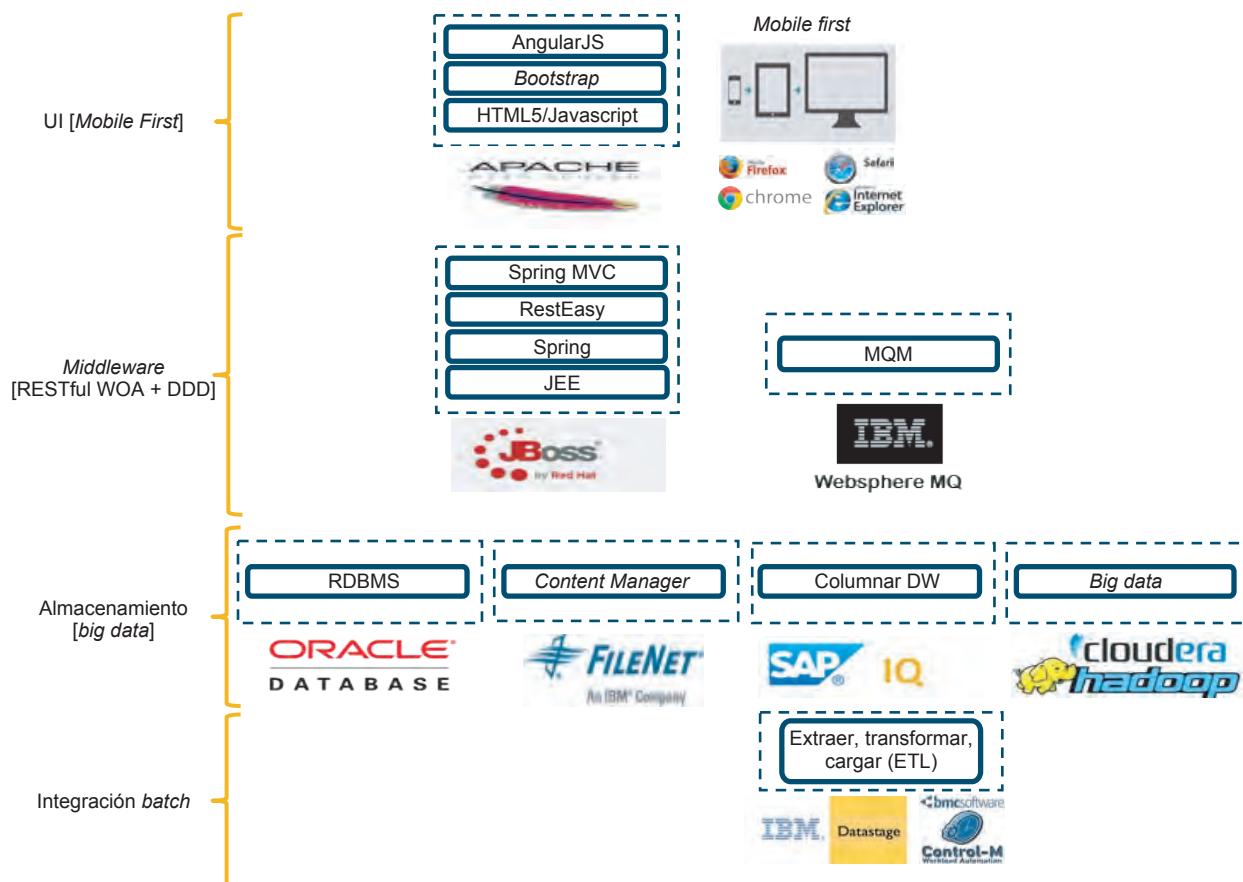 Mobile first
AngularJS
Bootstrap
HTML5/Javascript
UI [Mobile First]
APACHE
Firefox
Safari
chrome
Internet
Explorer
Spring MVC
RestEasy
Spring
JEE
MQM
Middleware
[RESTful WOA + DDD]
JBoss
by Red Hat
IBM
Websphere MQ
RDBMS
Content Manager
Columnar DW
Big data
Almacenamiento
[big data]
ORACLE
DATABASE
FILENET
An IBM Company
SAP
IQ
cloudera
hadoop
Extraer, transformar,
cargar (ETL)
Integración batch
IBM
Datastage
bmcsoftware
Control-M
Workload Automation